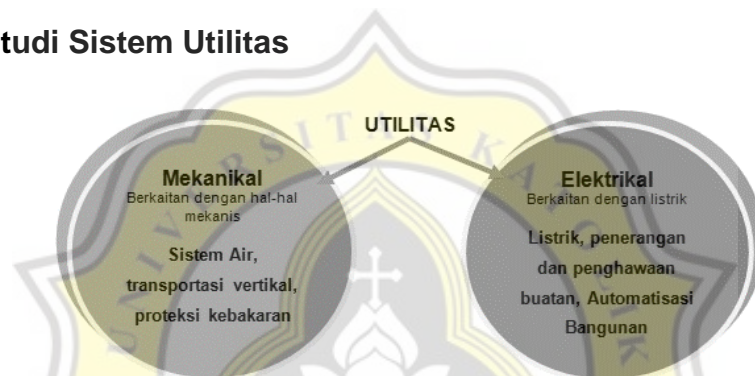 tudi Sistem Utilitas
UTILITAS
Mekanikal
Berkaitan dengan hal-hal
mekanis
Sistem Air,
transportasi vertikal,
proteksi kebakaran
Elektrikal
Berkaitan dengan listrik
Listrik, penerangan
dan penghawaan
buatan, Automatisasi
Bangunan